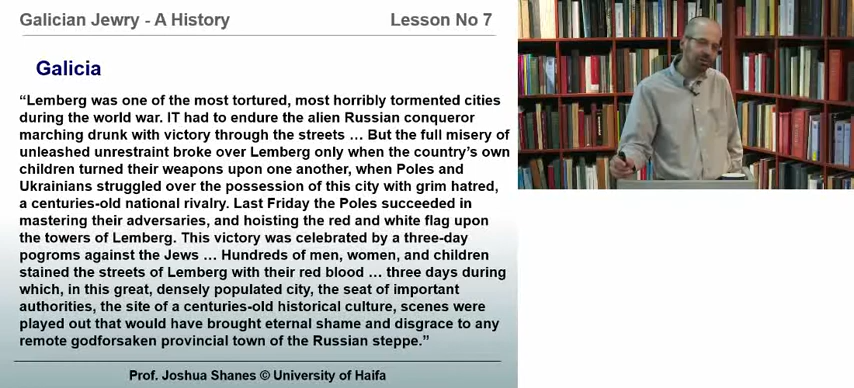 Galician Jewry - A History Lesson No 7
Galicia
“Lemberg was one of the most tortured, most horribly tormented cities
during the world war. IT had to endure the alien Russian conqueror
marching drunk with victory through the streets … But the full misery of
unleashed unrestraint broke over Lemberg only when the country’s own
children turned their weapons upon one another, when Poles and
Ukrainians struggled over the possession of this city with grim hatred,
a centuries-old national rivalry. Last Friday the Poles succeeded in
mastering their adversaries, and hoisting the red and white flag upon
the towers of Lemberg. This victory was celebrated by a three-day
pogroms against the Jews … Hundreds of men, women, and children
stained the streets of Lemberg with their red blood … three days during
which, in this great, densely populated city, the seat of important
authorities, the site of a centuries-old historical culture, scenes were
played out that would have brought eternal shame and disgrace to any
remote godforsaken provincial town of the Russian steppe.”
Prof. Joshua Shanes © University of Haifa